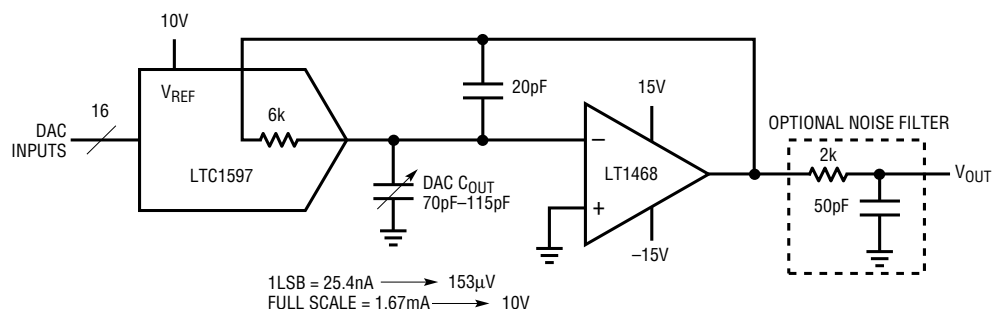 10V
VREF
16
DAC
INPUTS
6k
LTC1597
20pF
DAC COUT
70pF–115pF
15V
–
LT1468
+
–15V
OPTIONAL NOISE FILTER
2k
50pF
VOUT
1LSB = 25.4nA 153µV
FULL SCALE = 1.67mA 10V